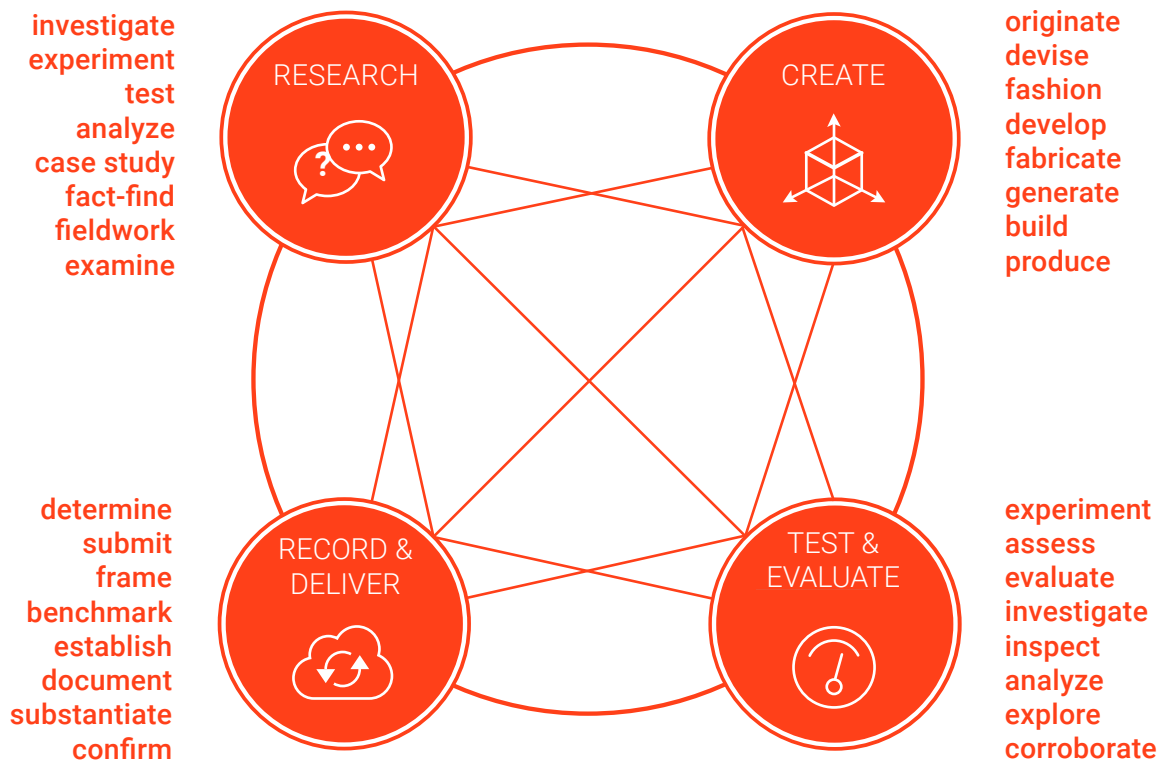 investigate
experiment
test
analyze
case study
fact-find
fieldwork
examine
RESEARCH
?
CREATE
originate
devise
fashion
develop
fabricate
generate
build
produce
determine
submit
frame
benchmark
establish
document
substantiate
confirm
RECORD &
DELIVER
TEST &
EVALUATE
experiment
assess
evaluate
investigate
inspect
analyze
explore
corroborate